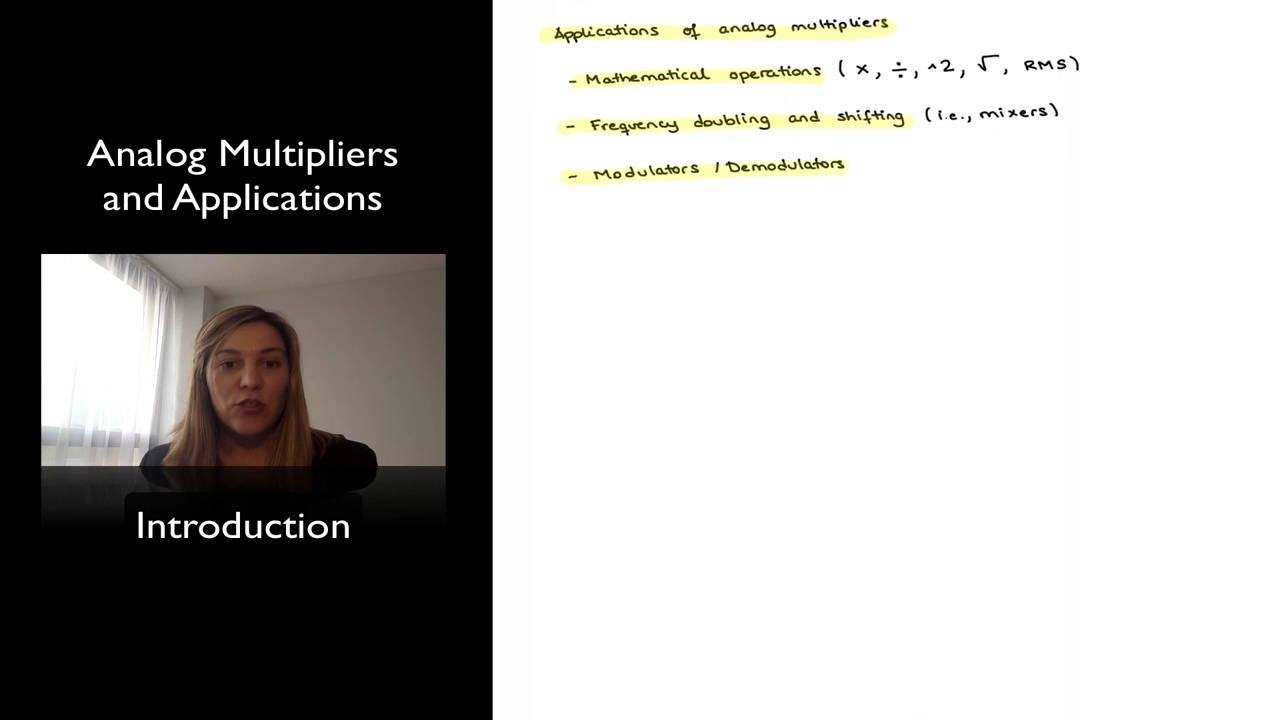 Analog Multipliers
and Applications
Introduction
Applications of analog multipliers
- Mathematical operations (×, ÷, ^2, √, RMS)
- Frequency doubling and shifting (i.e., mixers)
- Modulators / Demodulators